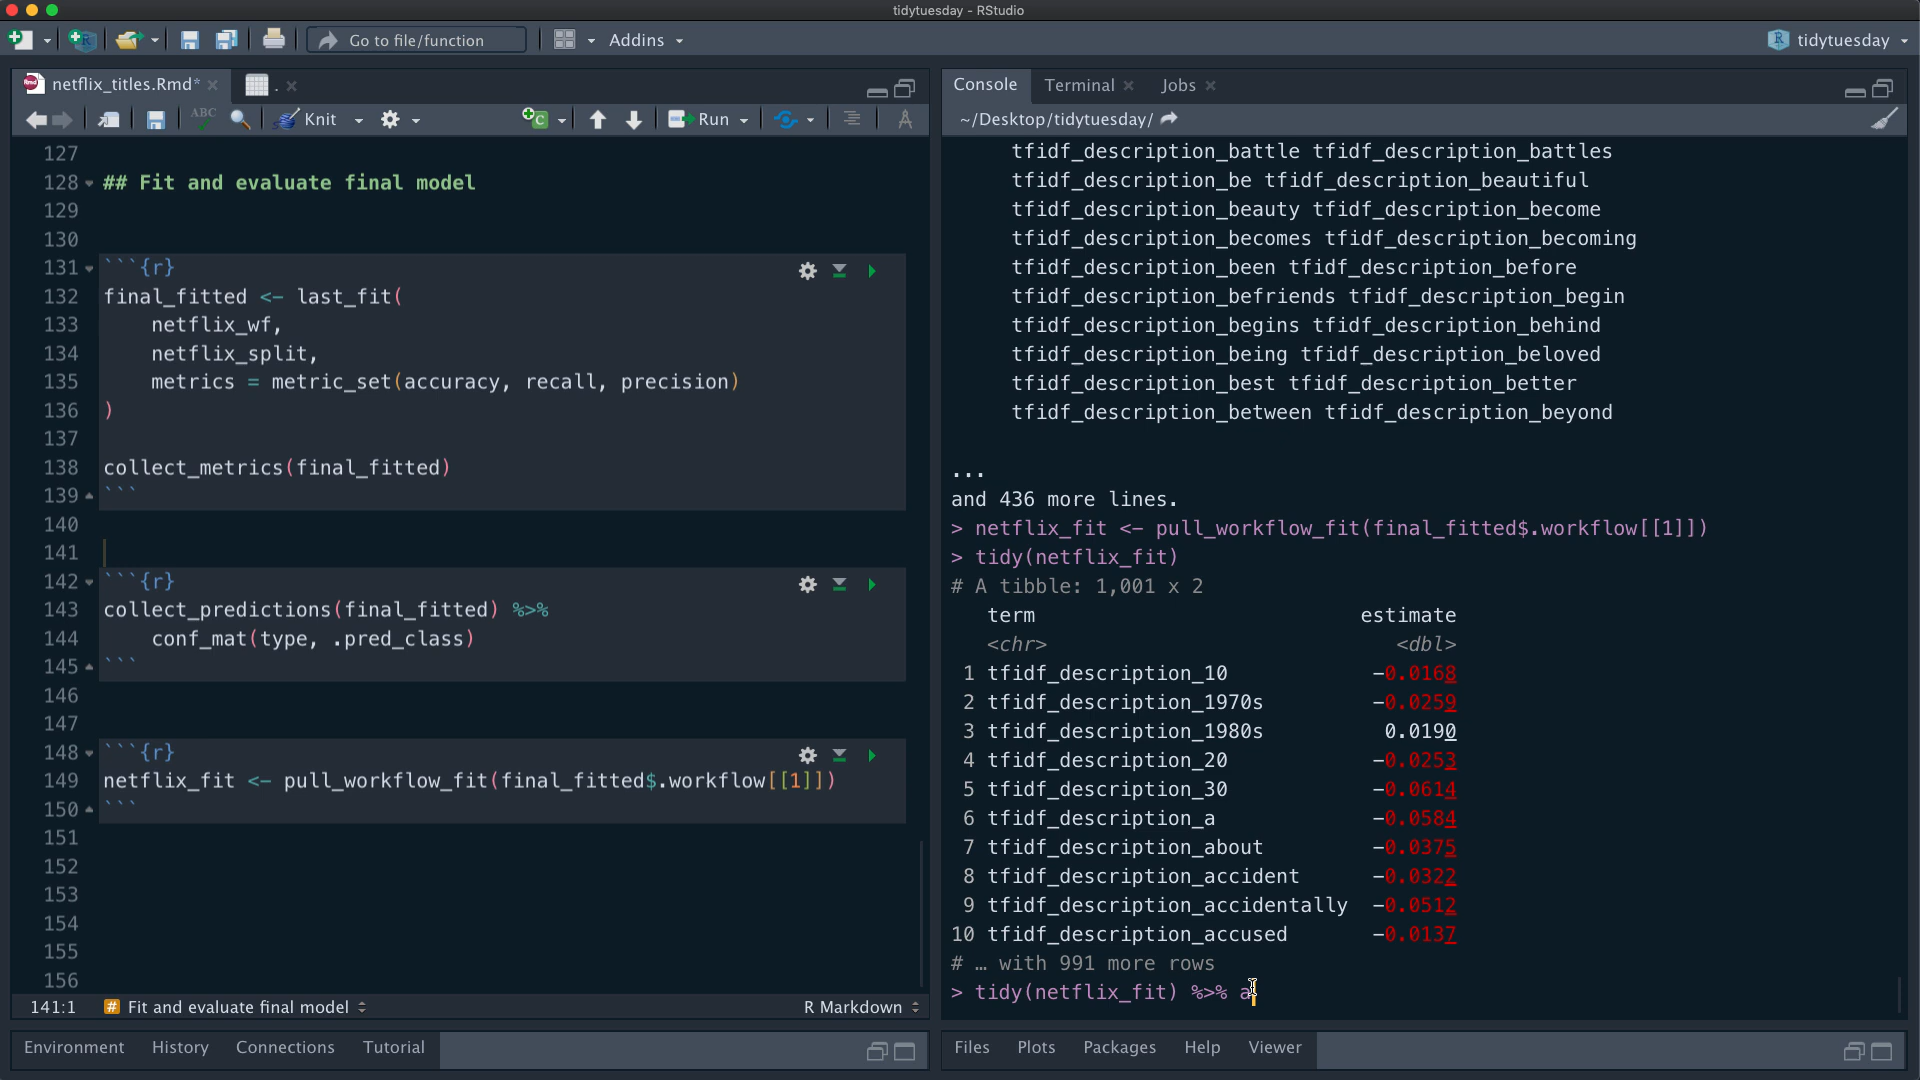 tidytuesday - RStudio
Go to file/function
Addins
tidytuesday
netflix_titles.Rmd*
.
ABC
Knit
Run
127
128 ## Fit and evaluate final model
129
130
131 ```{r}
132 final_fitted <- last_fit(
133     netflix_wf,
134     netflix_split,
135     metrics = metric_set(accuracy, recall, precision)
136 )
137
138 collect_metrics(final_fitted)
139 ```
140
141
142 ```{r}
143 collect_predictions(final_fitted) %>%
144     conf_mat(type, .pred_class)
145 ```
146
147
148 ```{r}
149 netflix_fit <- pull_workflow_fit(final_fitted$.workflow[[1]])
150 ```
151
152
153
154
155
156
141:1 # Fit and evaluate final model
R Markdown
Environment History Connections Tutorial
Console Terminal Jobs
~/Desktop/tidytuesday/
tfidf_description_battle tfidf_description_battles
tfidf_description_be tfidf_description_beautiful
tfidf_description_beauty tfidf_description_become
tfidf_description_becomes tfidf_description_becoming
tfidf_description_been tfidf_description_before
tfidf_description_befriends tfidf_description_begin
tfidf_description_begins tfidf_description_behind
tfidf_description_being tfidf_description_beloved
tfidf_description_best tfidf_description_better
tfidf_description_between tfidf_description_beyond
...
and 436 more lines.
> netflix_fit <- pull_workflow_fit(final_fitted$.workflow[[1]])
> tidy(netflix_fit)
# A tibble: 1,001 x 2
term estimate
<chr> <dbl>
1 tfidf_description_10 -0.0168
2 tfidf_description_1970s -0.0259
3 tfidf_description_1980s 0.0190
4 tfidf_description_20 -0.0253
5 tfidf_description_30 -0.0614
6 tfidf_description_a -0.0584
7 tfidf_description_about -0.0375
8 tfidf_description_accident -0.0322
9 tfidf_description_accidentally -0.0512
10 tfidf_description_accused -0.0137
# … with 991 more rows
> tidy(netflix_fit) %>% a
Files Plots Packages Help Viewer